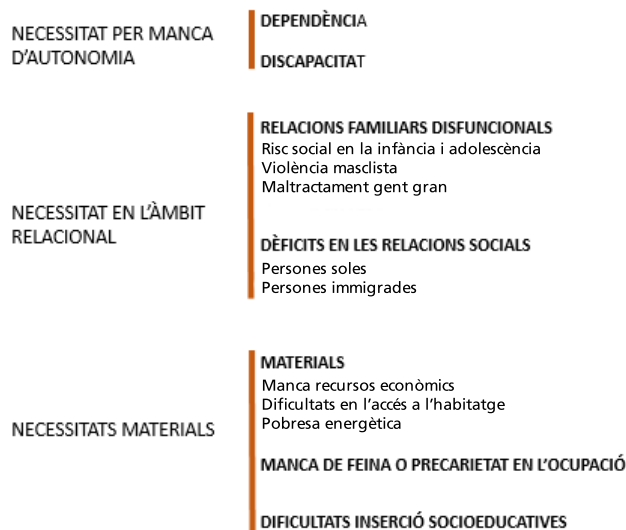 NECESSITAT PER MANCA
D'AUTONOMIA
DEPENDÈNCIA
DISCAPACITAT
NECESSITAT EN L'ÀMBIT
RELACIONAL
RELACIONS FAMILIARS DISFUNCIONALS
Risc social en la infància i adolescència
Violència masclista
Maltractament gent gran
DÈFICITS EN LES RELACIONS SOCIALS
Persones soles
Persones immigrades
NECESSITATS MATERIALS
MATERIALS
Manca recursos econòmics
Dificultats en l'accés a l'habitatge
Pobresa energètica
MANCA DE FEINA O PRECARIETAT EN L'OCUPACIÓ
DIFICULTATS INSERCIÓ SOCIOEDUCATIVES